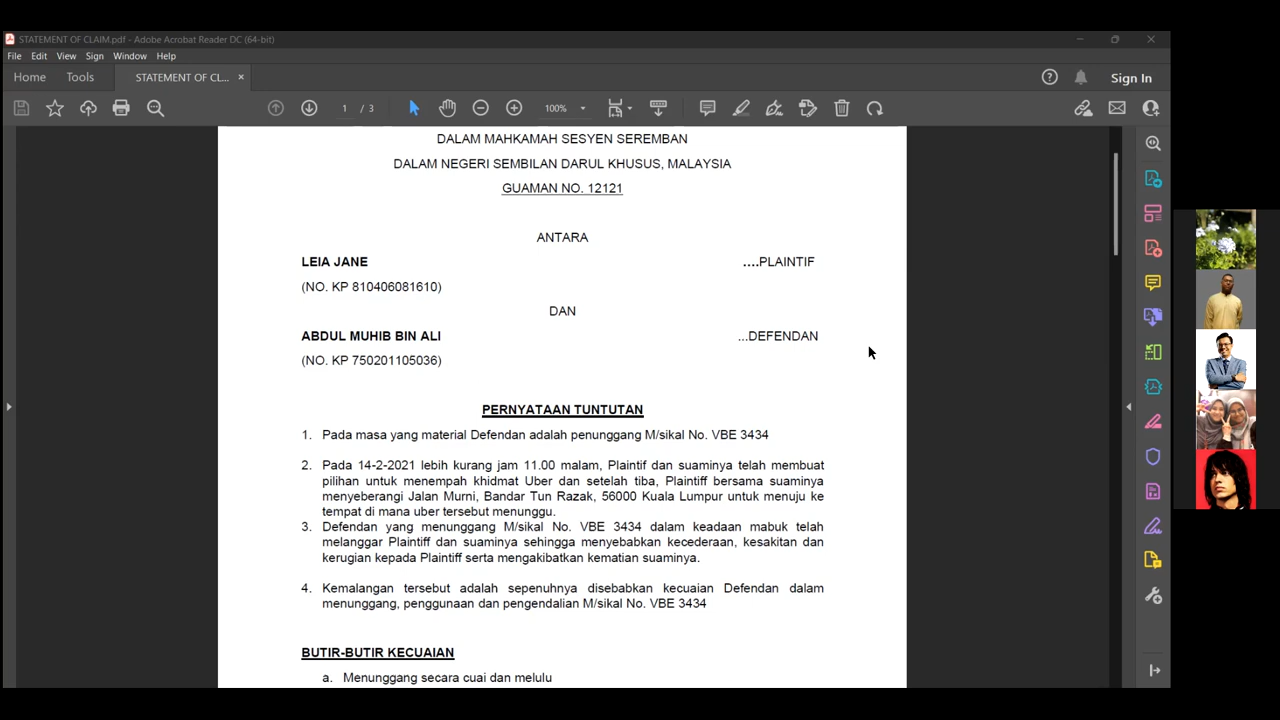 STATEMENT OF CLAIM.pdf - Adobe Acrobat Reader DC (64-bit)
File Edit View Sign Window Help
Home Tools STATEMENT OF CL... × Sign In
1 / 3 100%
DALAM MAHKAMAH SESYEN SEREMBAN
DALAM NEGERI SEMBILAN DARUL KHUSUS, MALAYSIA
GUAMAN NO. 12121
ANTARA
LEIA JANE ....PLAINTIF
(NO. KP 810406081610)
DAN
ABDUL MUHIB BIN ALI ...DEFENDAN
(NO. KP 750201105036)
PERNYATAAN TUNTUTAN
1. Pada masa yang material Defendan adalah penunggang M/sikal No. VBE 3434
2. Pada 14-2-2021 lebih kurang jam 11.00 malam, Plaintif dan suaminya telah membuat
pilihan untuk menempah khidmat Uber dan setelah tiba, Plaintiff bersama suaminya
menyeberangi Jalan Murni, Bandar Tun Razak, 56000 Kuala Lumpur untuk menuju ke
tempat di mana uber tersebut menunggu.
3. Defendan yang menunggang M/sikal No. VBE 3434 dalam keadaan mabuk telah
melanggar Plaintiff dan suaminya sehingga menyebabkan kecederaan, kesakitan dan
kerugian kepada Plaintiff serta mengakibatkan kematian suaminya.
4. Kemalangan tersebut adalah sepenuhnya disebabkan kecuaian Defendan dalam
menunggang, penggunaan dan pengendalian M/sikal No. VBE 3434
BUTIR-BUTIR KECUAIAN
a. Menunggang secara cuai dan melulu